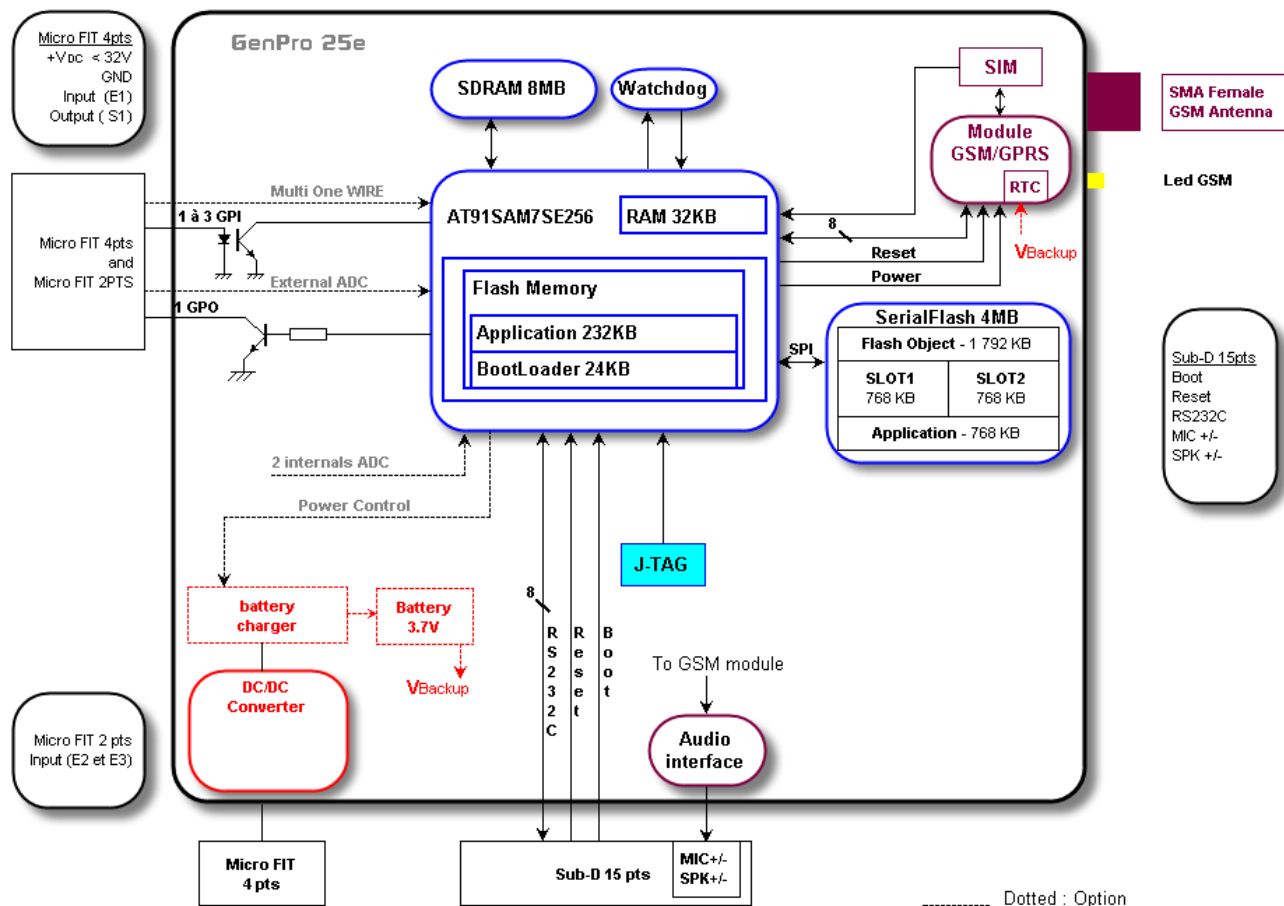 Micro FIT 4pts
+VDC < 32V
GND
Input (E1)
Output ( S1)
GenPro 25e
SDRAM 8MB
Watchdog
SIM
Module
GSM/GPRS
RTC
VBackup
SMA Female
GSM Antenna
Led GSM
Micro FIT 4pts
and
Micro FIT 2PTS
Multi One WIRE
1 à 3 GPI
External ADC
1 GPO
AT91SAM7SE256
RAM 32KB
Flash Memory
Application 232KB
BootLoader 24KB
8
Reset
Power
SPI
SerialFlash 4MB
Flash Object - 1 792 KB
SLOT1
768 KB
SLOT2
768 KB
Application - 768 KB
Sub-D 15pts
Boot
Reset
RS232C
MIC +/-
SPK +/-
2 internals ADC
Power Control
J-TAG
battery
charger
Battery
3.7V
VBackup
DC/DC
Converter
8
RS232C
Reset
Boot
To GSM module
Audio
interface
Micro FIT 2 pts
Input (E2 et E3)
Micro FIT
4 pts
Sub-D 15 pts
MIC+/-
SPK+/-
Dotted : Option